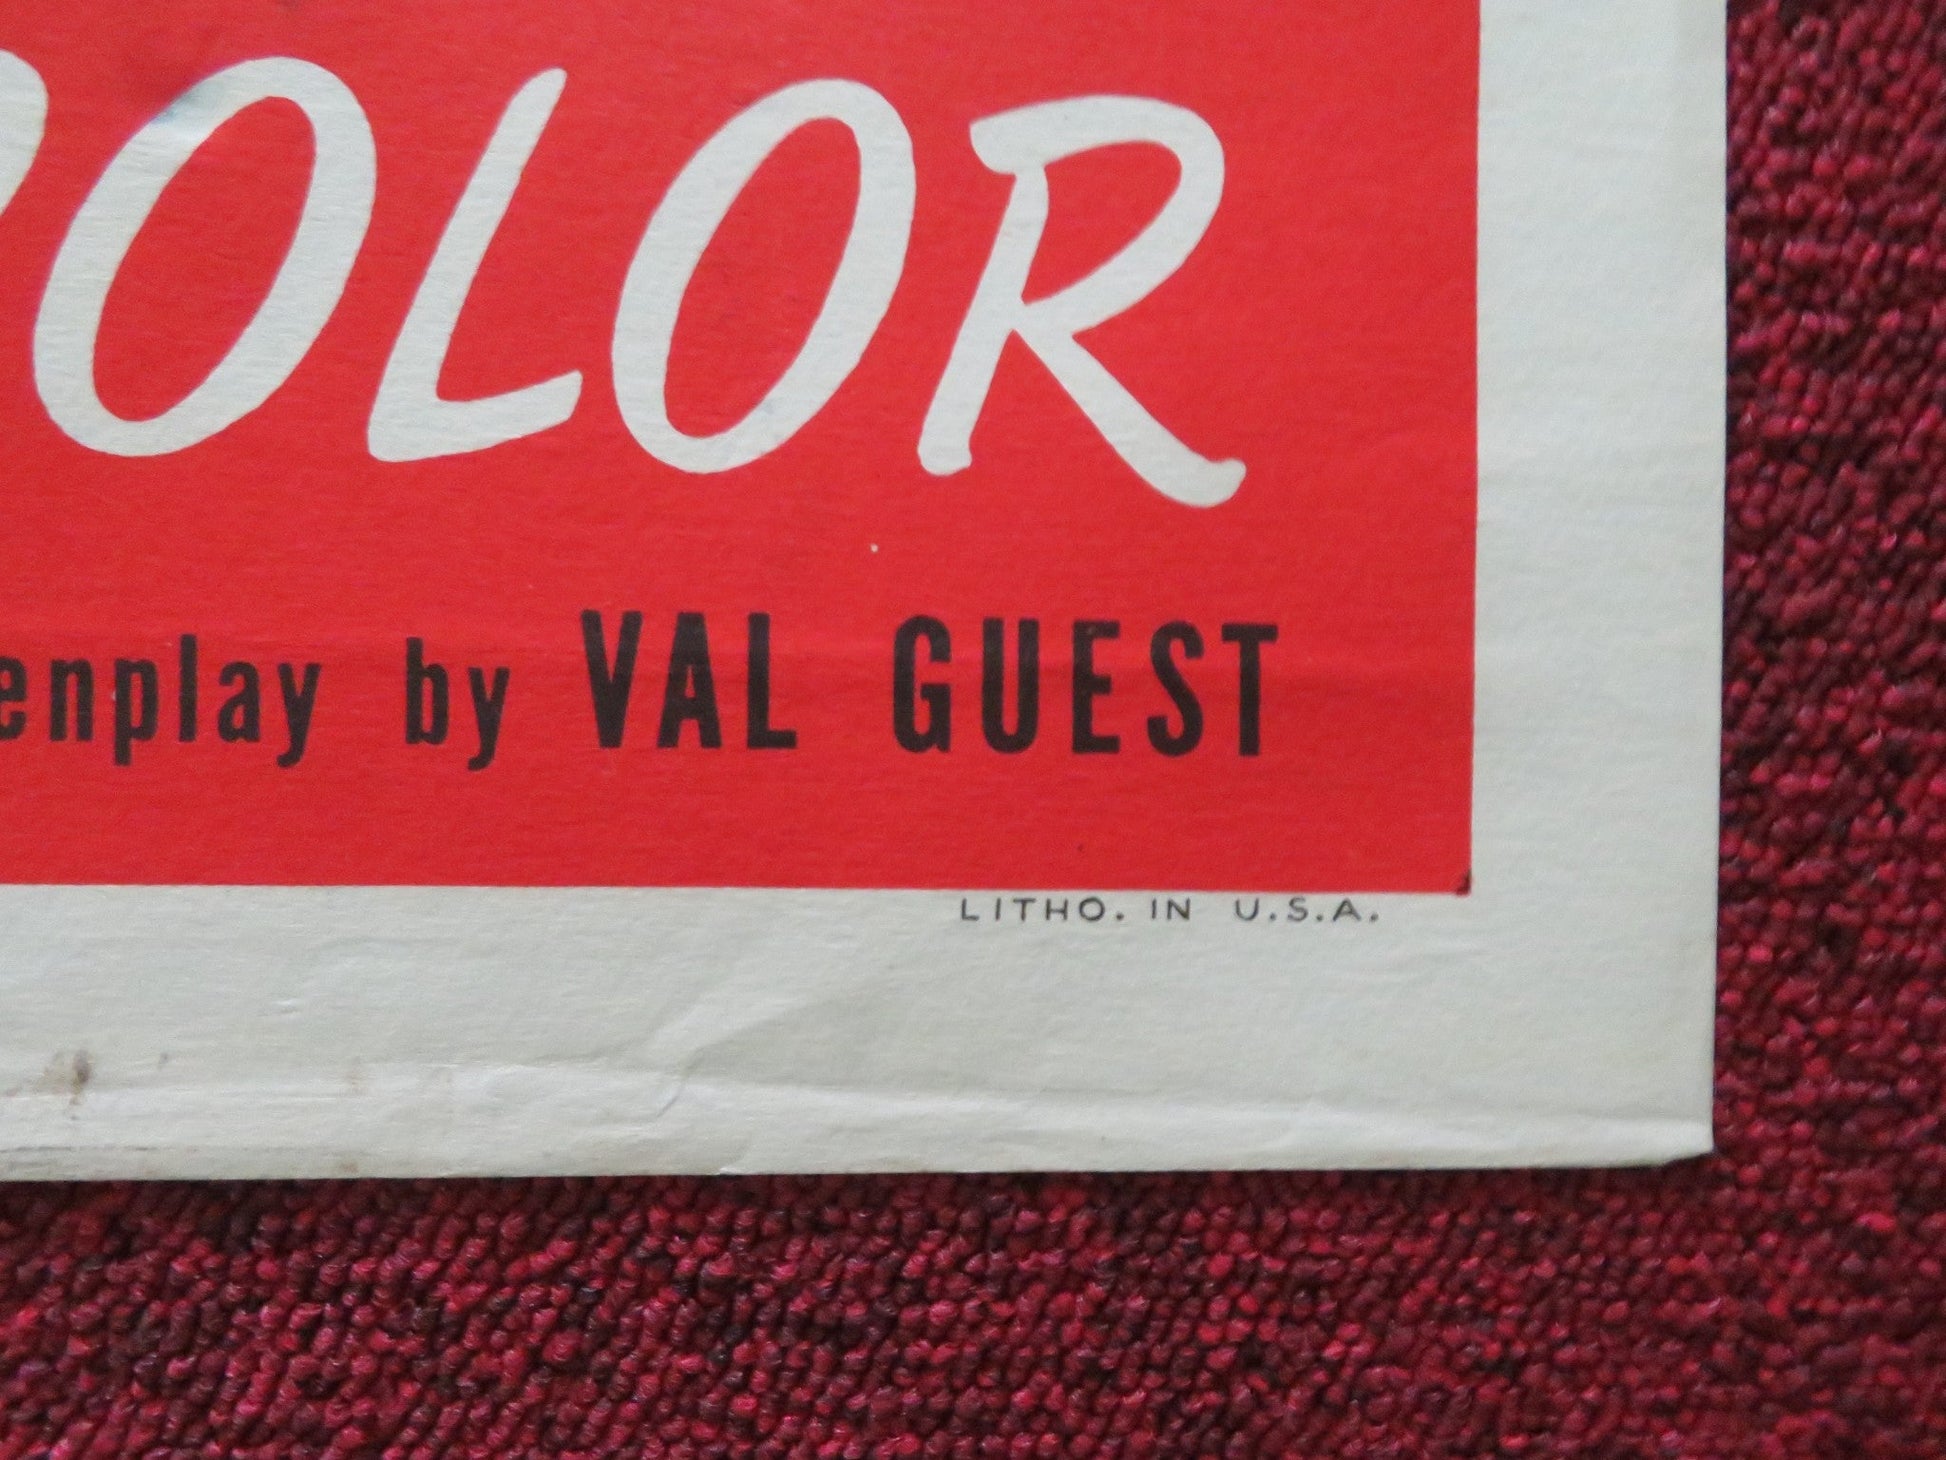 OLOR
enplay by VAL GUEST
LITHO. IN U.S.A.